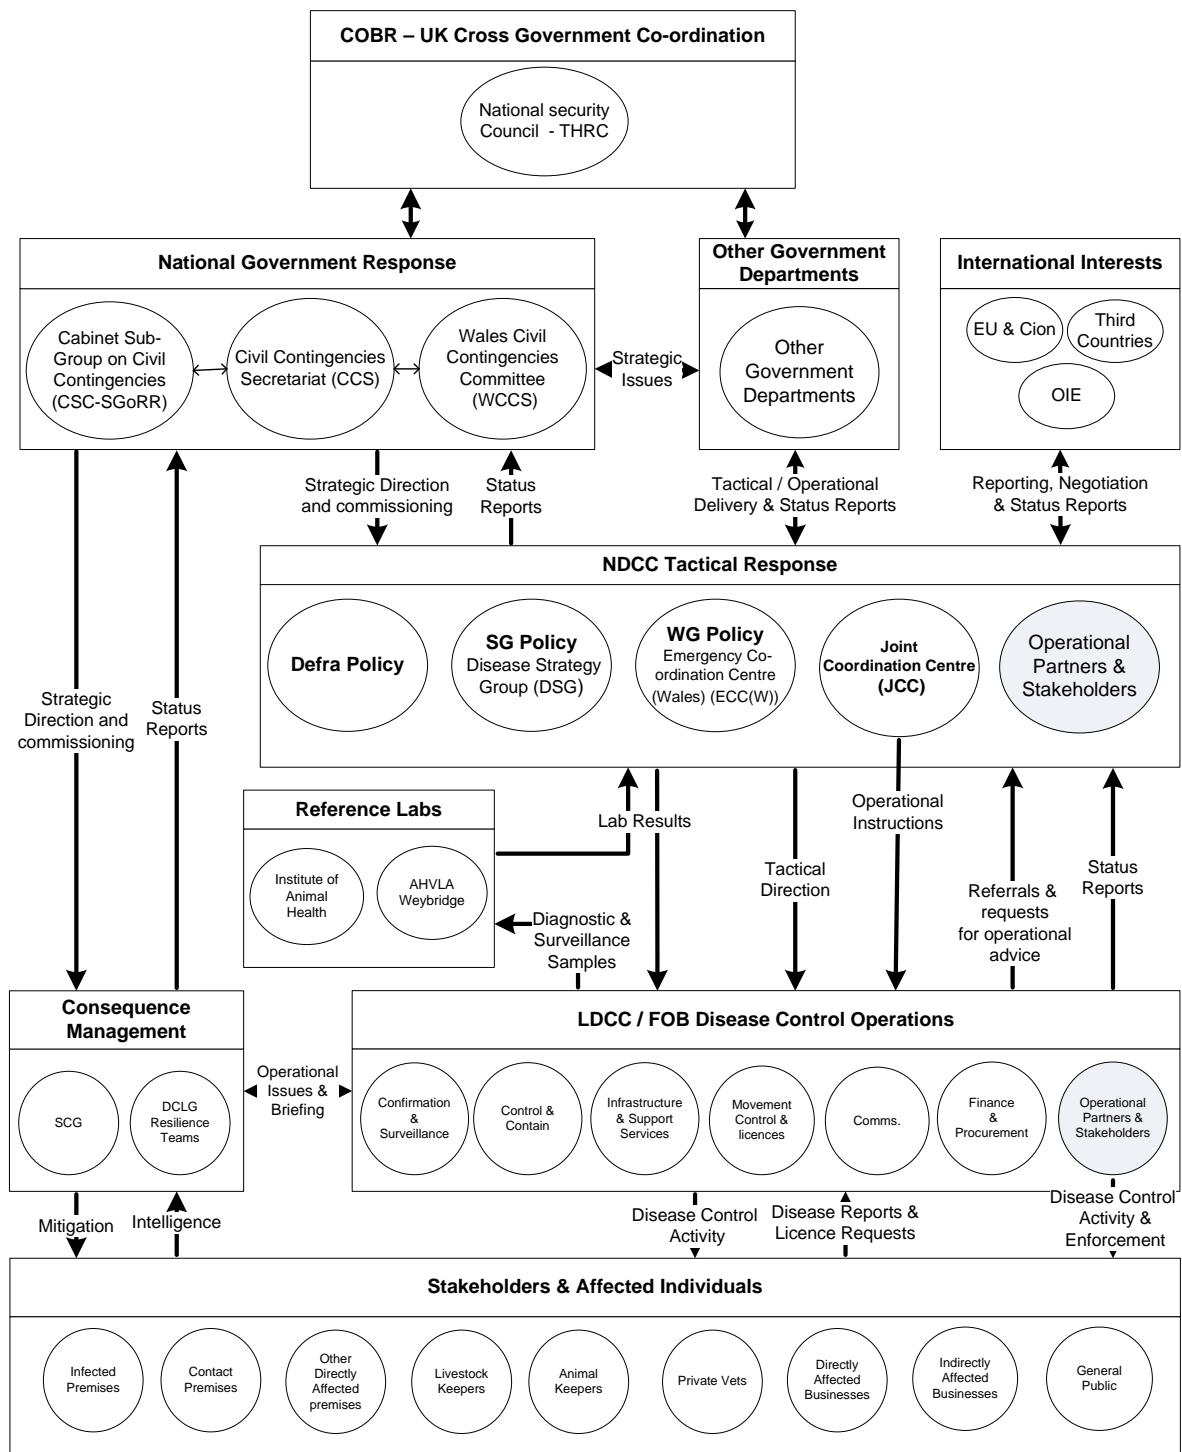 COBR – UK Cross Government Co-ordination
National security
Council - THRC
National Government Response
Cabinet Sub-
Group on Civil
Contingencies
(CSC-SGoRR)
Civil Contingencies
Secretariat (CCS)
Wales Civil
Contingencies
Committee
(WCCS)
Strategic
Issues
Other Government
Departments
Other
Government
Departments
International Interests
EU & Cion
Third
Countries
OIE
Strategic Direction
and commissioning
Status
Reports
Tactical / Operational
Delivery & Status Reports
Reporting, Negotiation
& Status Reports
NDCC Tactical Response
Defra Policy
SG Policy
Disease Strategy
Group (DSG)
WG Policy
Emergency Co-
ordination Centre
(Wales) (ECC(W))
Joint
Coordination Centre
(JCC)
Operational
Partners &
Stakeholders
Strategic
Direction and
commissioning
Status
Reports
Reference Labs
Institute of
Animal
Health
AHVLA
Weybridge
Lab Results
Operational
Instructions
Tactical
Direction
Referrals &
requests
for operational
advice
Status
Reports
Diagnostic &
Surveillance
Samples
Consequence
Management
SCG
DCLG
Resilience
Teams
Operational
Issues &
Briefing
LDCC / FOB Disease Control Operations
Confirmation
&
Surveillance
Control &
Contain
Infrastructure
& Support
Services
Movement
Control &
licences
Comms.
Finance
&
Procurement
Operational
Partners &
Stakeholders
Mitigation
Intelligence
Disease Control
Activity
Disease Reports &
Licence Requests
Disease Control
Activity &
Enforcement
Stakeholders & Affected Individuals
Infected
Premises
Contact
Premises
Other
Directly
Affected
premises
Livestock
Keepers
Animal
Keepers
Private Vets
Directly
Affected
Businesses
Indirectly
Affected
Businesses
General
Public